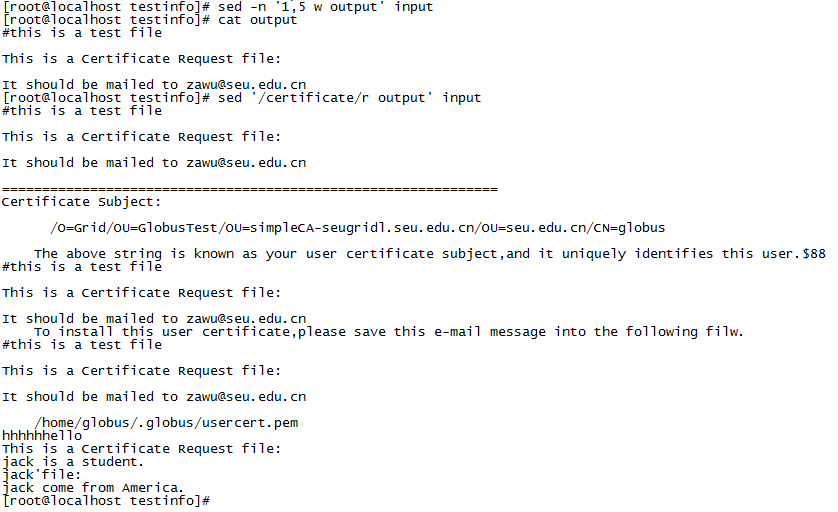 [root@localhost testinfo]# sed -n '1,5 w output' input
[root@localhost testinfo]# cat output
#this is a test file
This is a Certificate Request file:
It should be mailed to zawu@seu.edu.cn
[root@localhost testinfo]# sed '/certificate/r output' input
#this is a test file
This is a Certificate Request file:
It should be mailed to zawu@seu.edu.cn
==============================================================
Certificate Subject:
/O=Grid/OU=GlobusTest/OU=simpleCA-seugridl.seu.edu.cn/OU=seu.edu.cn/CN=globus
The above string is known as your user certificate subject,and it uniquely identifies this user.$88
#this is a test file
This is a Certificate Request file:
It should be mailed to zawu@seu.edu.cn
To install this user certificate,please save this e-mail message into the following filw.
#this is a test file
This is a Certificate Request file:
It should be mailed to zawu@seu.edu.cn
/home/globus/.globus/usercert.pem
hhhhhhello
This is a Certificate Request file:
jack is a student.
jack'file:
jack come from America.
[root@localhost testinfo]#